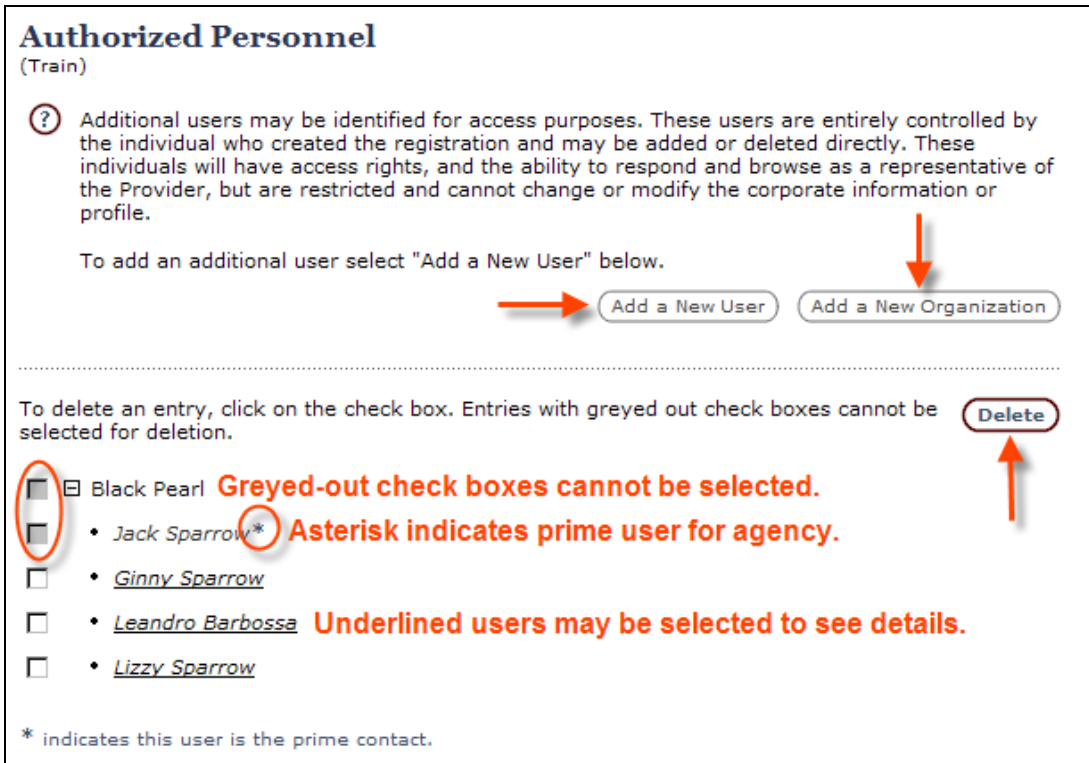 Authorized Personnel
(Train)
? Additional users may be identified for access purposes. These users are entirely controlled by
the individual who created the registration and may be added or deleted directly. These
individuals will have access rights, and the ability to respond and browse as a representative of
the Provider, but are restricted and cannot change or modify the corporate information or
profile.
To add an additional user select "Add a New User" below.
Add a New User Add a New Organization
To delete an entry, click on the check box. Entries with greyed out check boxes cannot be Delete
selected for deletion.
Black Pearl Greyed-out check boxes cannot be selected.
• Jack Sparrow* Asterisk indicates prime user for agency.
• Ginny Sparrow
• Leandro Barbossa Underlined users may be selected to see details.
• Lizzy Sparrow
* indicates this user is the prime contact.